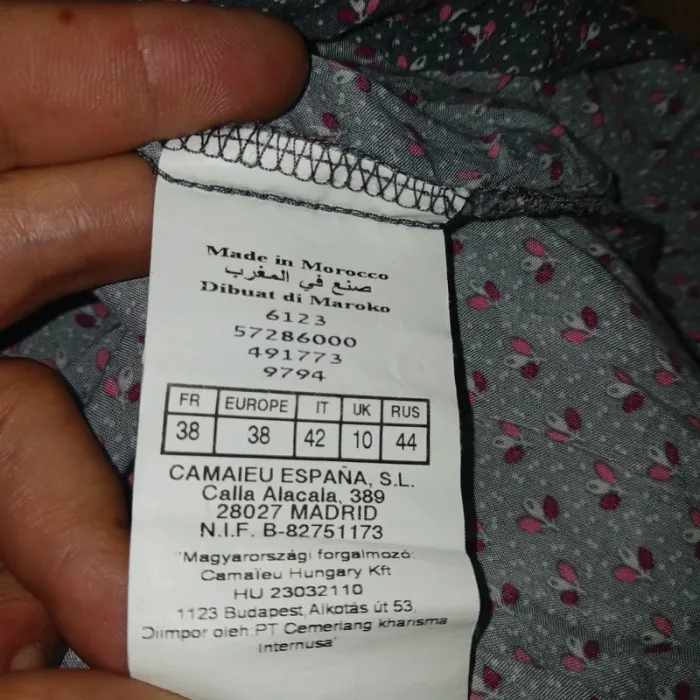 Made in Morocco
صنع في المغرب
Dibuat di Maroko
6123
57286000
491773
9794
FR EUROPE IT UK RUS
38 38 42 10 44
CAMAIEU ESPAÑA, S.L.
Calla Alacala, 389
28027 MADRID
N.I.F. B-82751173
"Magyarországi forgalmozó:
Camaïeu Hungary Kft
HU 23032110
1123 Budapest, Alkotás út 53.
Diimpor oleh:PT Cemerlang kharisma
Internusa"